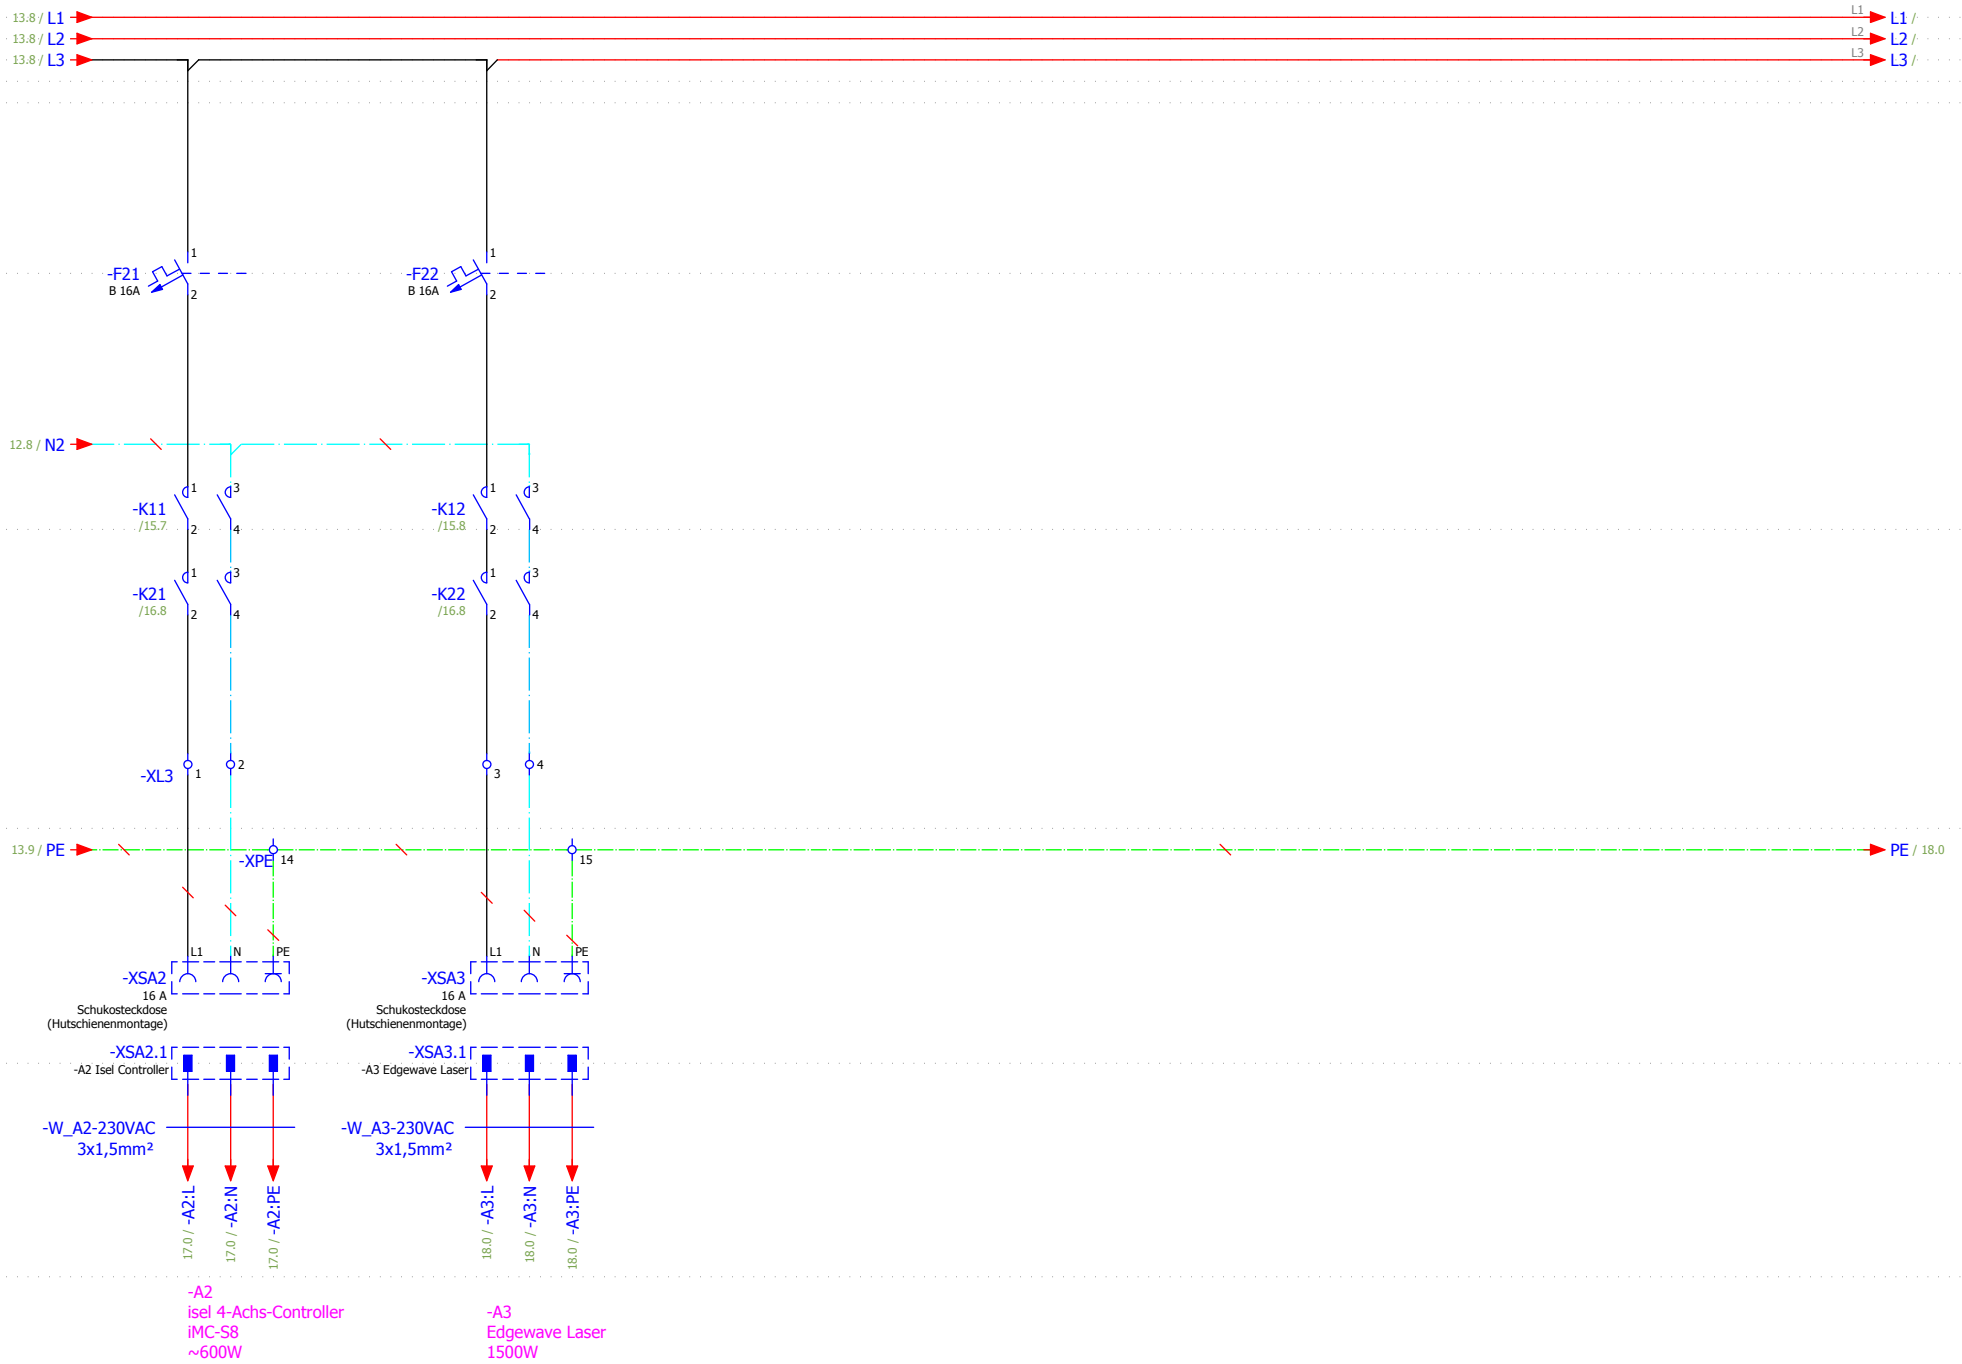 13.8 / L1
L1
L1 /
13.8 / L2
L2
L2 /
13.8 / L3
L3
L3 /
1
1
-F21
-F22
B 16A
B 16A
2
2
12.8 / N2
1
3
1
3
-K11
-K12
/15.7
/15.8
2
4
2
4
1
3
1
3
-K21
-K22
/16.8
/16.8
2
4
2
4
-XL3
1
2
3
4
13.9 / PE
-XPE
14
15
PE / 18.0
L1
N
PE
L1
N
PE
-XSA2
-XSA3
16 A
16 A
Schukosteckdose
Schukosteckdose
(Hutschienenmontage)
(Hutschienenmontage)
-XSA2.1
-XSA3.1
-A2 Isel Controller
-A3 Edgewave Laser
-W_A2-230VAC
-W_A3-230VAC
3x1,5mm²
3x1,5mm²
17.0 / -A2:L
17.0 / -A2:N
17.0 / -A2:PE
18.0 / -A3:L
18.0 / -A3:N
18.0 / -A3:PE
-A2
isel 4-Achs-Controller
iMC-S8
~600W
-A3
Edgewave Laser
1500W